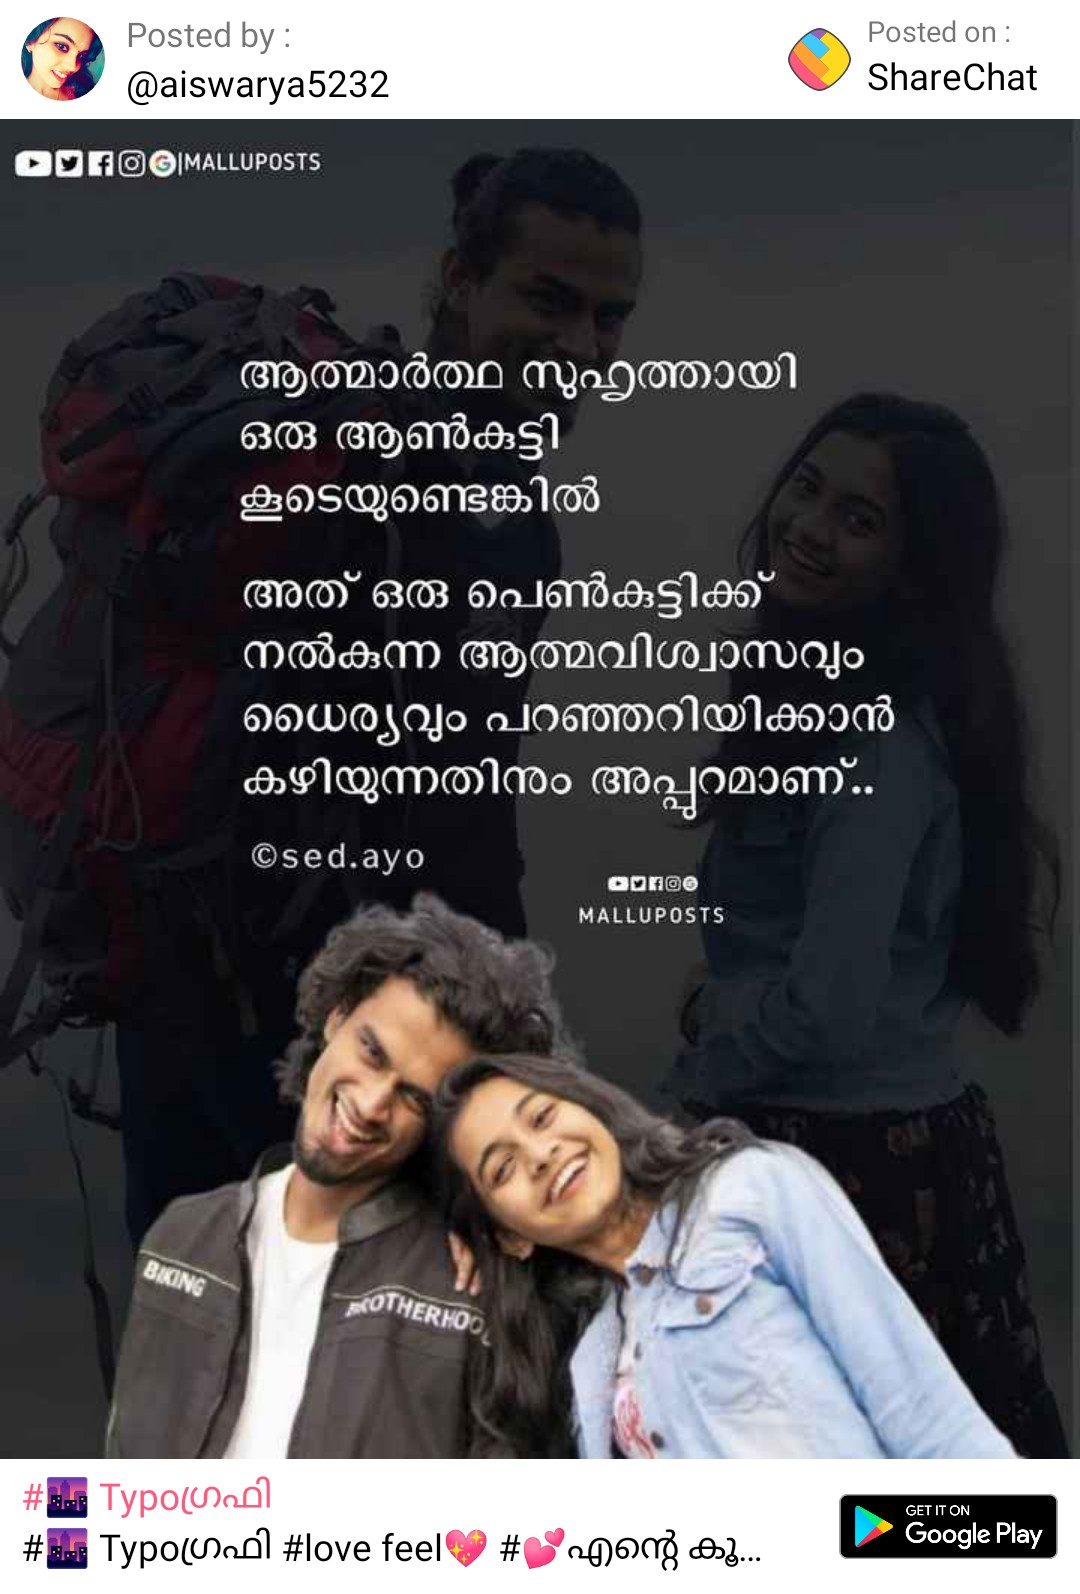 Posted by :
@aiswarya5232
Posted on :
ShareChat
|MALLUPOSTS
ആത്മാർത്ഥ സുഹൃത്തായി
ഒരു ആൺകുട്ടി
കൂടെയുണ്ടെങ്കിൽ
അത് ഒരു പെൺകുട്ടിക്ക്
നൽകുന്ന ആത്മവിശ്വാസവും
ധൈര്യവും പറഞ്ഞറിയിക്കാൻ
കഴിയുന്നതിനും അപ്പുറമാണ്..
©sed.ayo
MALLUPOSTS
BIKING
BROTHERHOO
#🌆 Typoഗ്രഫി
#🌆 Typoഗ്രഫി #love feel💖 #💕എന്റെ കൂ...
GET IT ON
Google Play